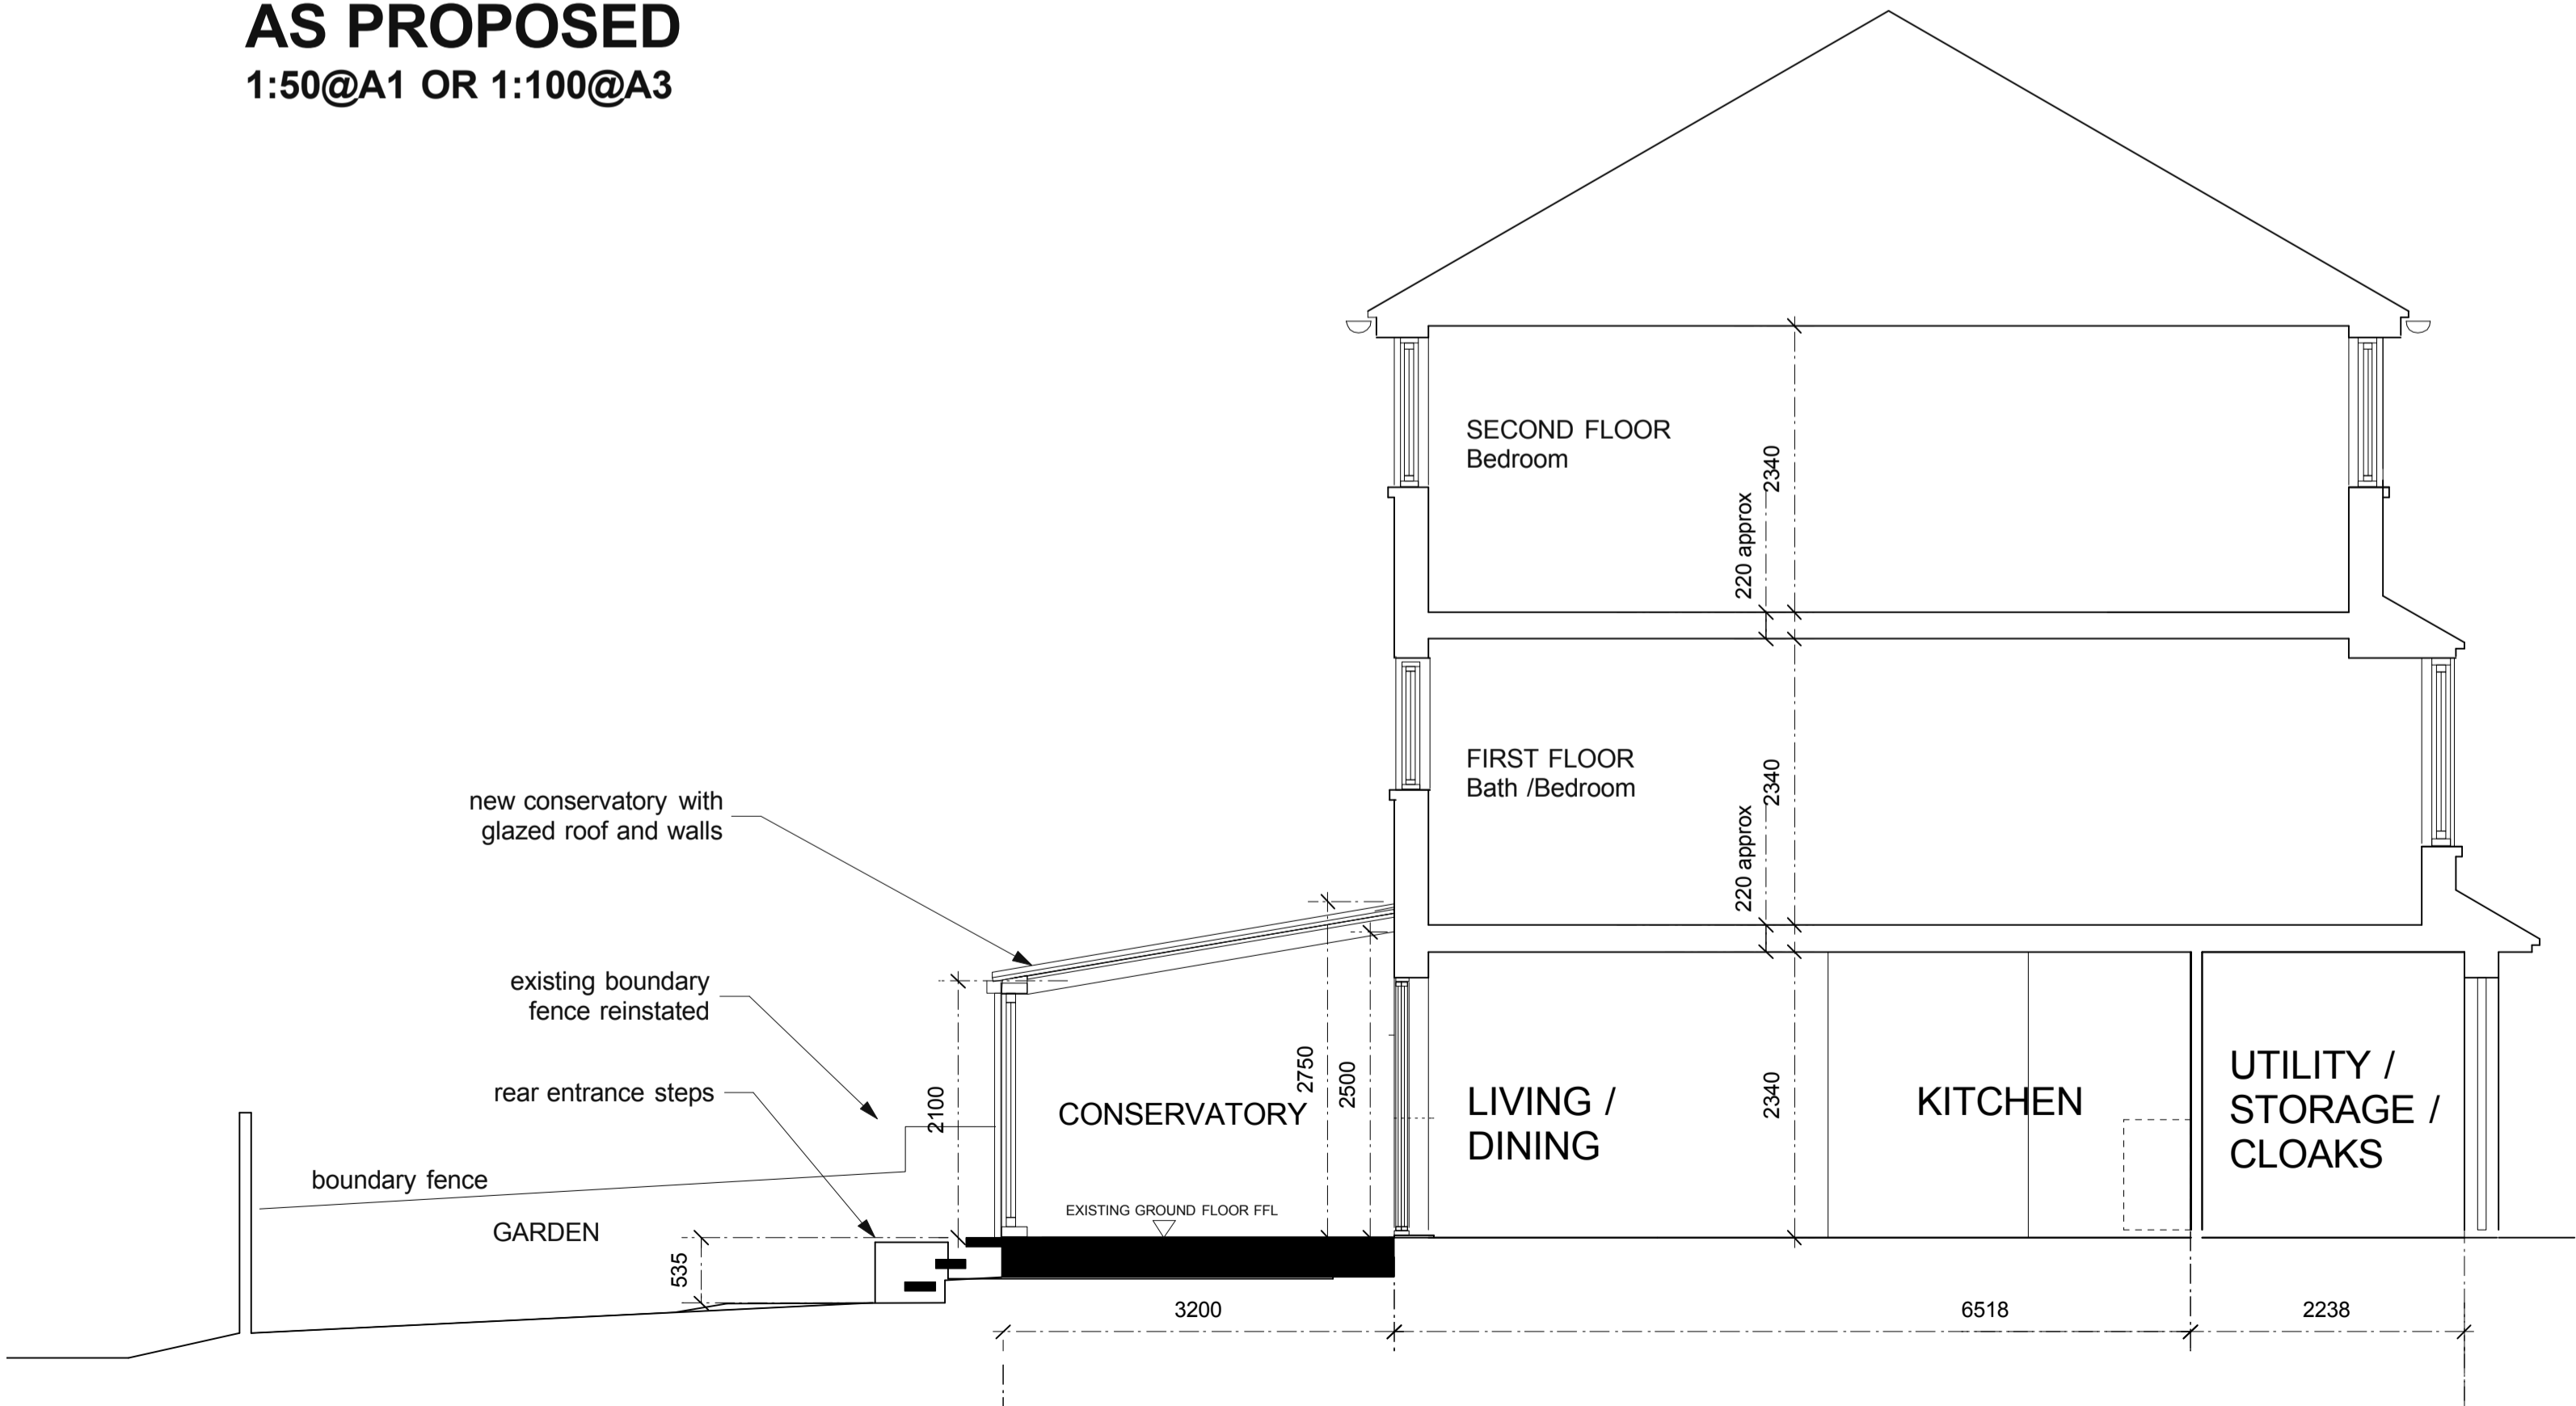 AS PROPOSED
1:50@A1 OR 1:100@A3
SECOND FLOOR
Bedroom
2340
220 approx
FIRST FLOOR
Bath /Bedroom
2340
220 approx
new conservatory with
glazed roof and walls
existing boundary
fence reinstated
rear entrance steps
boundary fence
GARDEN
535
2100
CONSERVATORY
2750
2500
EXISTING GROUND FLOOR FFL
LIVING /
DINING
2340
KITCHEN
UTILITY /
STORAGE /
CLOAKS
3200
6518
2238